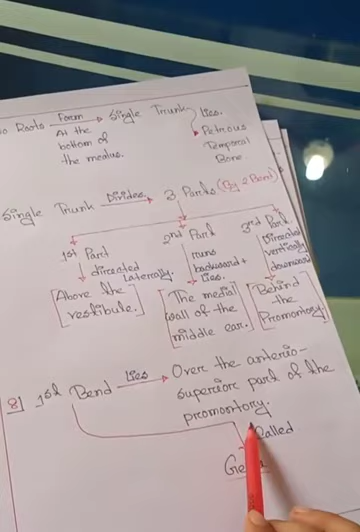 Roots Form Single Trunk Lies
At the Petrous
bottom of Temporal
the meatus. Bone
Single Trunk Divides 3 Parts (By 2 Bend)
1st Part 2nd Part 3rd Part
directed laterally. runs backward + Lies. Directed vertically downward
[Above the vestibule.] [The medial wall of the middle ear.] [Behind the Promontory]
8] 1st Bend Lies Over the anterio-
superiore part of the
promontory.
Called